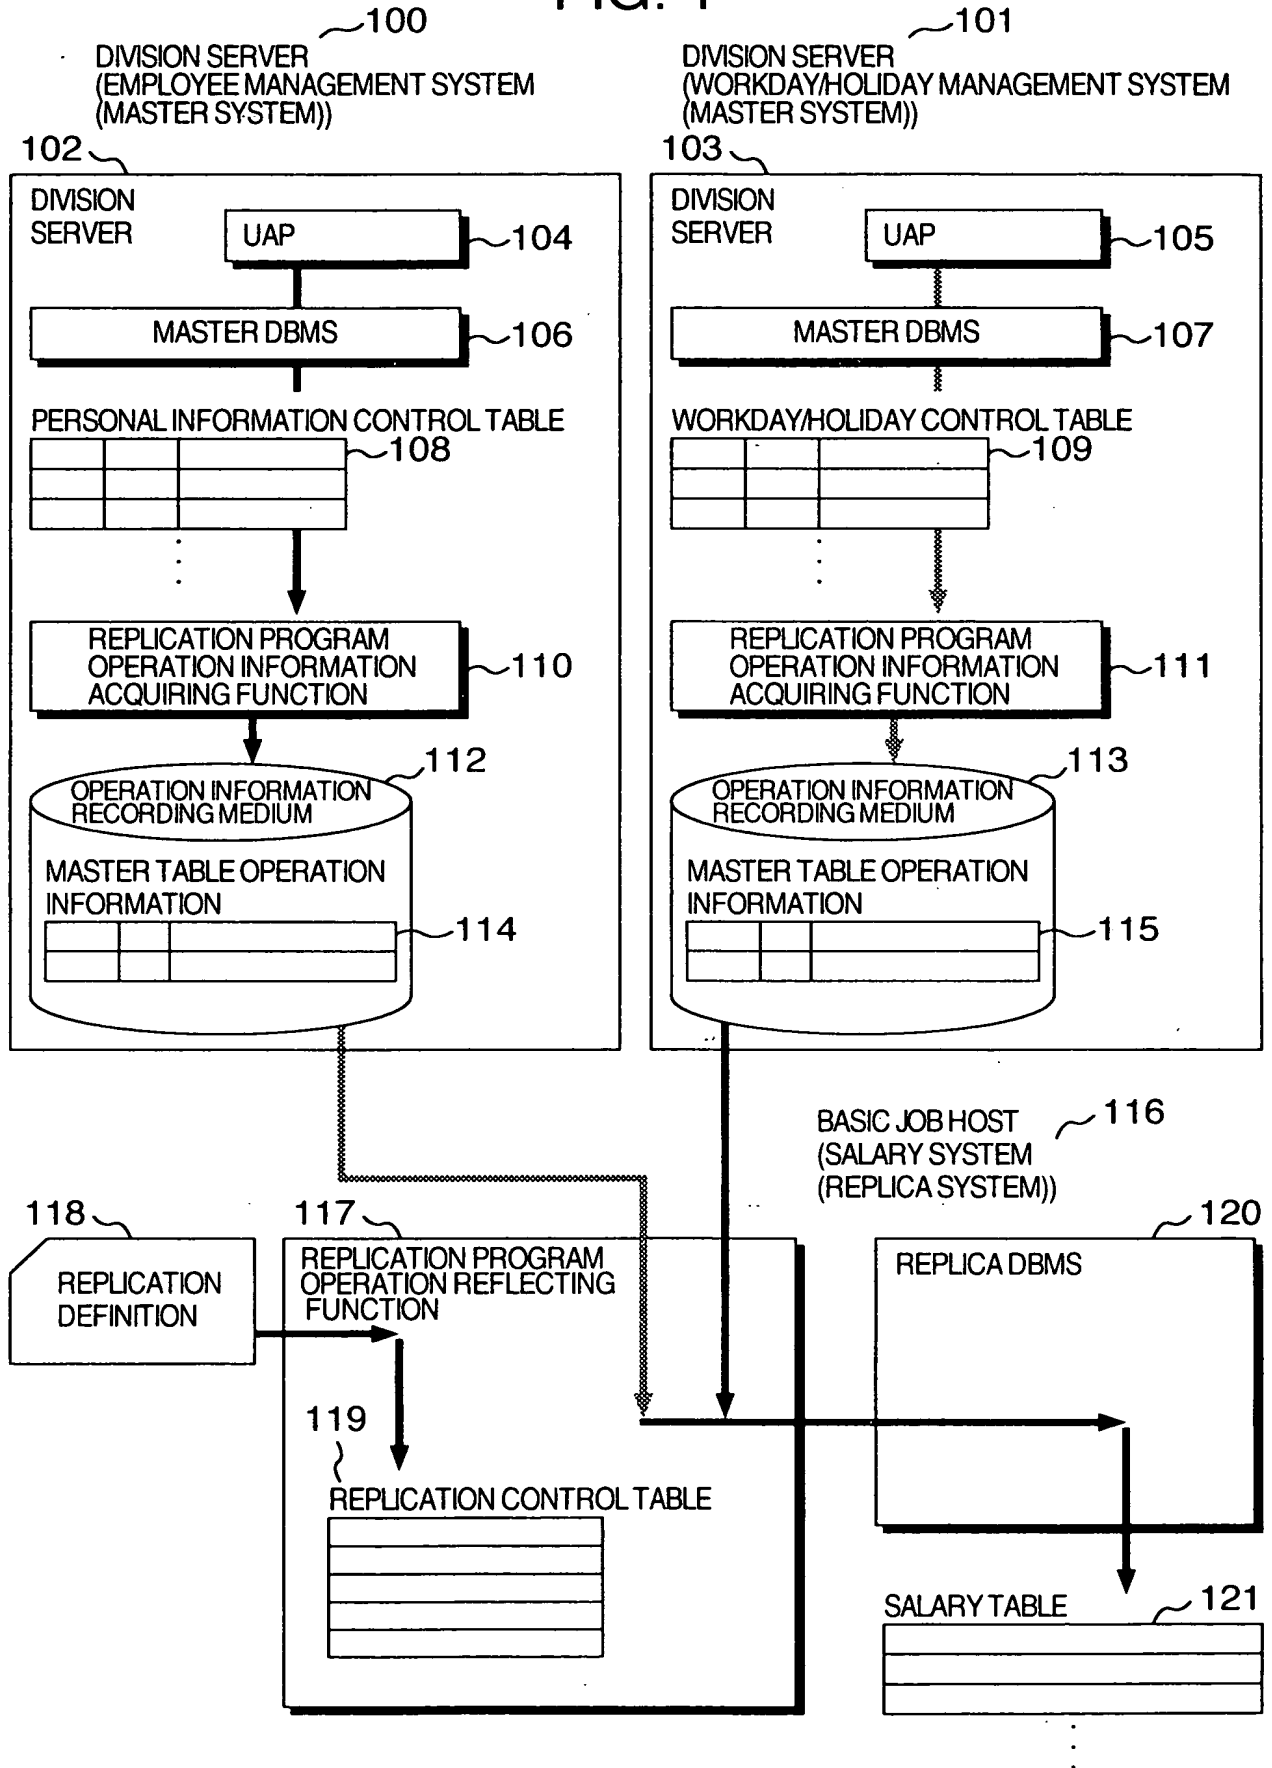 100
DIVISION SERVER
(EMPLOYEE MANAGEMENT SYSTEM
(MASTER SYSTEM))
101
DIVISION SERVER
(WORKDAY/HOLIDAY MANAGEMENT SYSTEM
(MASTER SYSTEM))
102
DIVISION
SERVER
UAP
104
MASTER DBMS
106
PERSONAL INFORMATION CONTROL TABLE
108
REPLICATION PROGRAM
OPERATION INFORMATION
ACQUIRING FUNCTION
110
112
OPERATION INFORMATION
RECORDING MEDIUM
MASTER TABLE OPERATION
INFORMATION
114
103
DIVISION
SERVER
UAP
105
MASTER DBMS
107
WORKDAY/HOLIDAY CONTROL TABLE
109
REPLICATION PROGRAM
OPERATION INFORMATION
ACQUIRING FUNCTION
111
113
OPERATION INFORMATION
RECORDING MEDIUM
MASTER TABLE OPERATION
INFORMATION
115
116
BASIC JOB HOST
(SALARY SYSTEM
(REPLICA SYSTEM))
118
REPLICATION
DEFINITION
117
REPLICATION PROGRAM
OPERATION REFLECTING
FUNCTION
119
REPLICATION CONTROL TABLE
120
REPLICA DBMS
SALARY TABLE
121